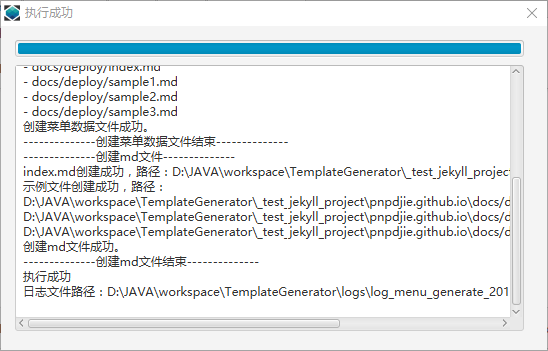 执行成功
- docs/deploy/index.md
- docs/deploy/sample1.md
- docs/deploy/sample2.md
- docs/deploy/sample3.md
创建菜单数据文件成功。
--------------创建菜单数据文件结束--------------
--------------创建md文件--------------
index.md创建成功，路径：D:\JAVA\workspace\TemplateGenerator\_test_jekyll_project
示例文件创建成功，路径：
D:\JAVA\workspace\TemplateGenerator\_test_jekyll_project\pnpdjie.github.io\docs/d
D:\JAVA\workspace\TemplateGenerator\_test_jekyll_project\pnpdjie.github.io\docs/d
D:\JAVA\workspace\TemplateGenerator\_test_jekyll_project\pnpdjie.github.io\docs/d
创建md文件成功。
--------------创建md文件结束--------------
执行成功
日志文件路径：D:\JAVA\workspace\TemplateGenerator\logs\log_menu_generate_201